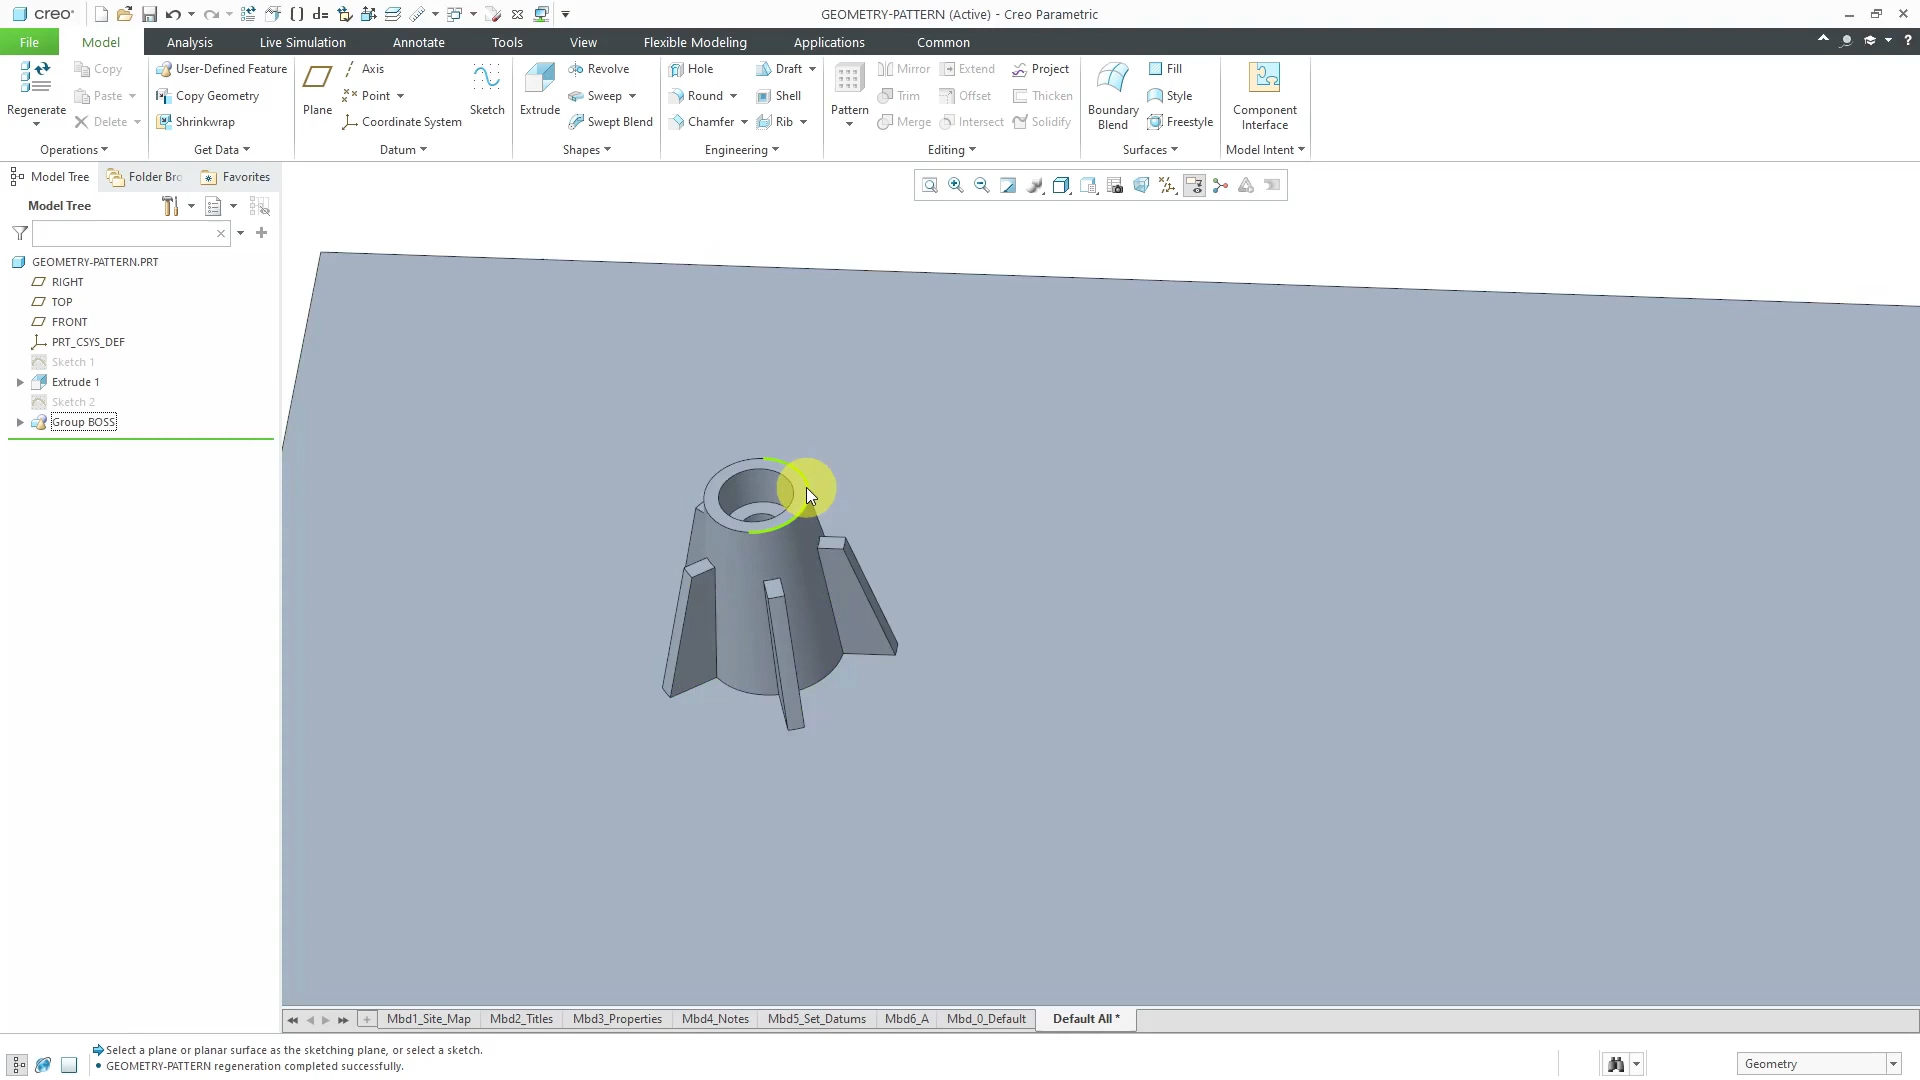 creo
GEOMETRY-PATTERN (Active) - Creo Parametric
File Model Analysis Live Simulation Annotate Tools View Flexible Modeling Applications Common
Regenerate
Copy
Paste
Delete
Operations
User-Defined Feature
Copy Geometry
Shrinkwrap
Get Data
Plane
Axis
Point
Coordinate System
Sketch
Datum
Extrude
Revolve
Sweep
Swept Blend
Shapes
Hole
Round
Chamfer
Draft
Shell
Rib
Engineering
Pattern
Mirror
Trim
Merge
Extend
Offset
Intersect
Project
Thicken
Solidify
Editing
Boundary
Blend
Fill
Style
Freestyle
Surfaces
Component
Interface
Model Intent
Model Tree Folder Bro Favorites
Model Tree
GEOMETRY-PATTERN.PRT
RIGHT
TOP
FRONT
PRT_CSYS_DEF
Sketch 1
Extrude 1
Sketch 2
Group BOSS
Mbd1_Site_Map Mbd2_Titles Mbd3_Properties Mbd4_Notes Mbd5_Set_Datums Mbd6_A Mbd_0_Default Default All *
Select a plane or planar surface as the sketching plane, or select a sketch.
• GEOMETRY-PATTERN regeneration completed successfully.
Geometry